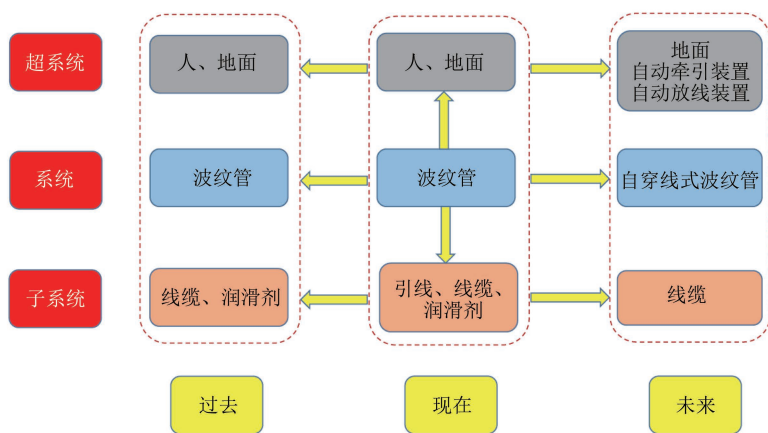 超系统
人、地面
人、地面
地面
自动牵引装置
自动放线装置
系统
波纹管
波纹管
自穿线式波纹管
子系统
线缆、润滑剂
引线、线缆、
润滑剂
线缆
过去
现在
未来